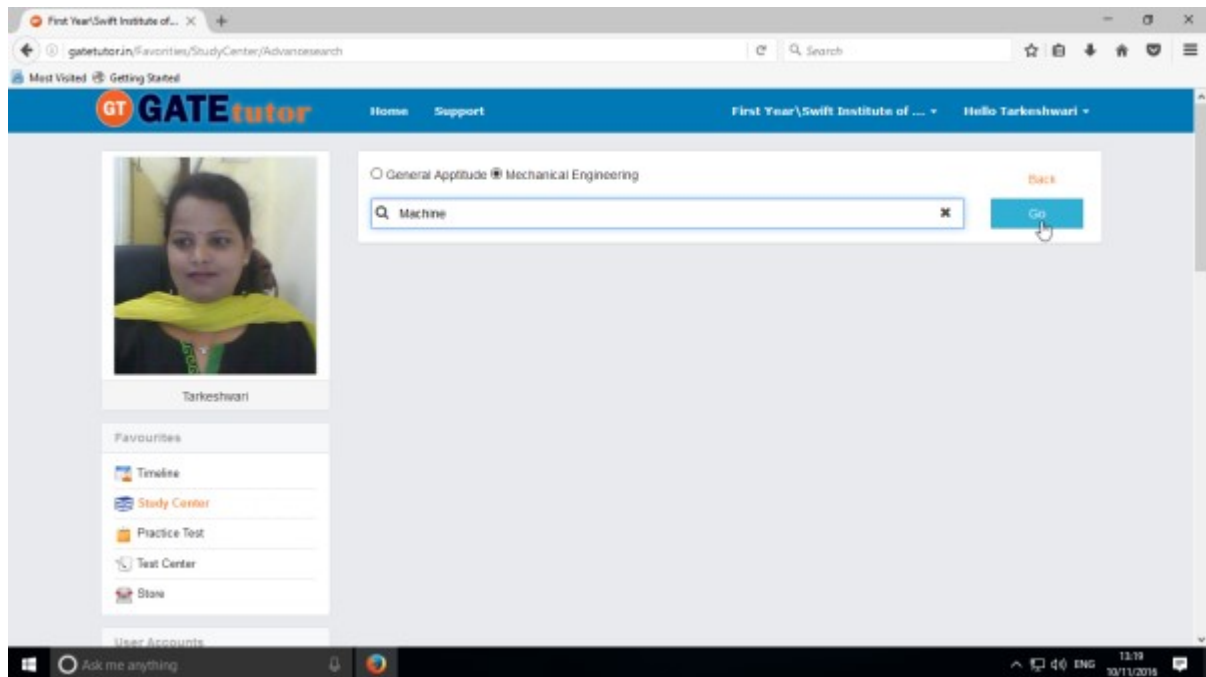 First Year\Swift Institute of...
gatetutor.in/Favorities/StudyCenter/Advancesearch
Search
Most Visited Getting Started
GT GATEtutor
Home Support First Year\Swift Institute of .... Hello Tarkeshwari
General Apptitude Mechanical Engineering
Back
Machine
Go
Tarkeshwari
Favourites
Timeline
Study Center
Practice Test
Test Center
Store
User Accounts
Ask me anything
ENG
13:19
10/11/2016